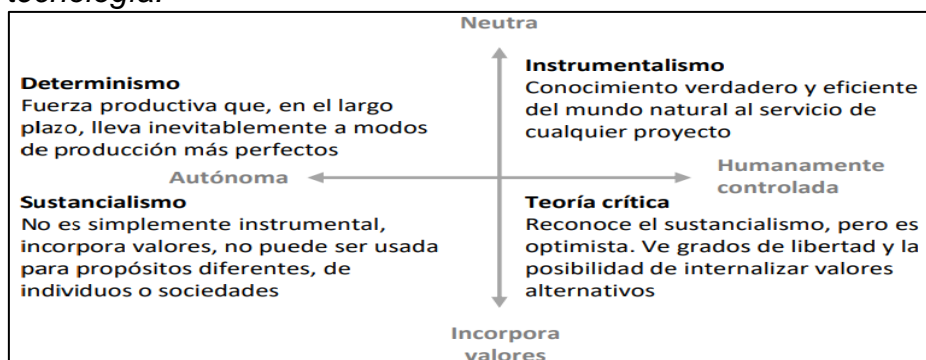 tecnología.
Neutra
Determinismo
Fuerza productiva que, en el largo
plazo, lleva inevitablemente a modos
de producción más perfectos
Instrumentalismo
Conocimiento verdadero y eficiente
del mundo natural al servicio de
cualquier proyecto
Autónoma
Humanamente
controlada
Sustancialismo
No es simplemente instrumental,
incorpora valores, no puede ser usada
para propósitos diferentes, de
individuos o sociedades
Teoría crítica
Reconoce el sustancialismo, pero es
optimista. Ve grados de libertad y la
posibilidad de internalizar valores
alternativos
Incorpora
valores